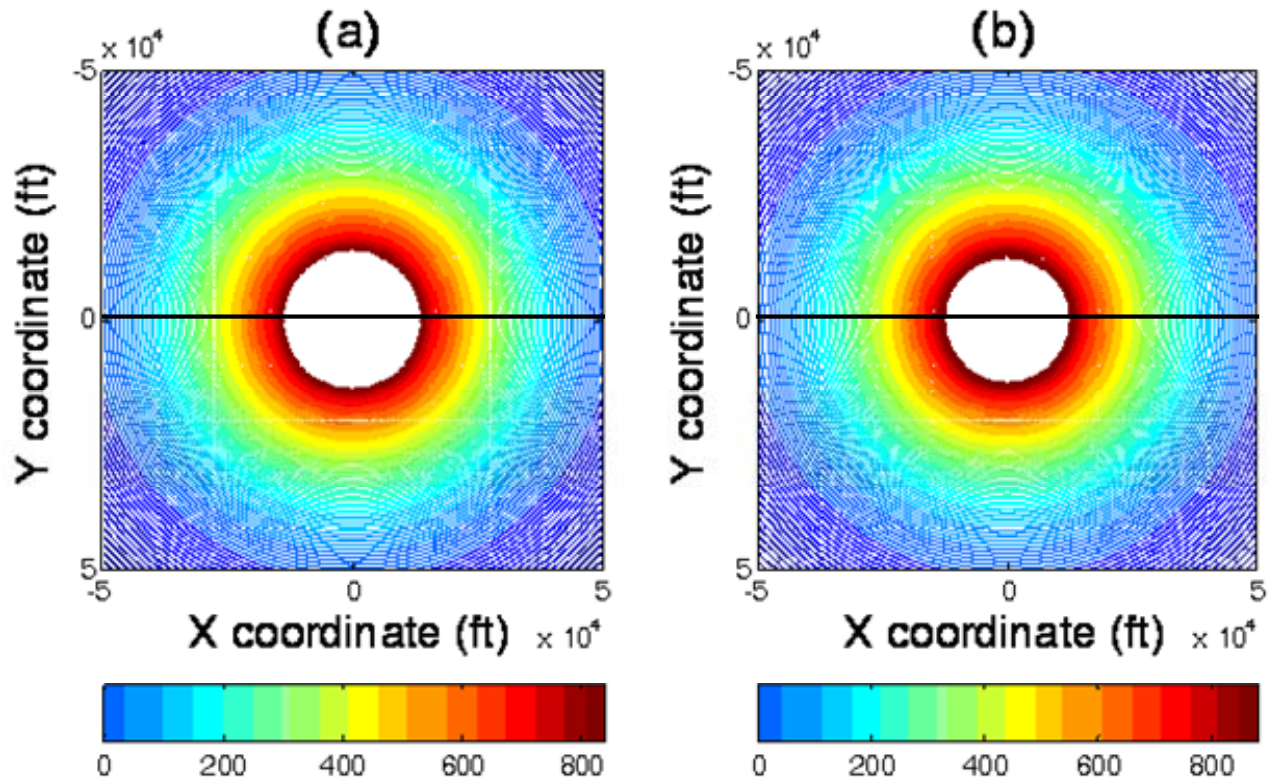 (a) (b)
× 10⁴ × 10⁴
-5 -5
Y coordinate (ft) Y coordinate (ft)
0 0
5 5
-5 0 5 -5 0 5
X coordinate (ft) × 10⁴ X coordinate (ft) × 10⁴
0 200 400 600 800 0 200 400 600 800